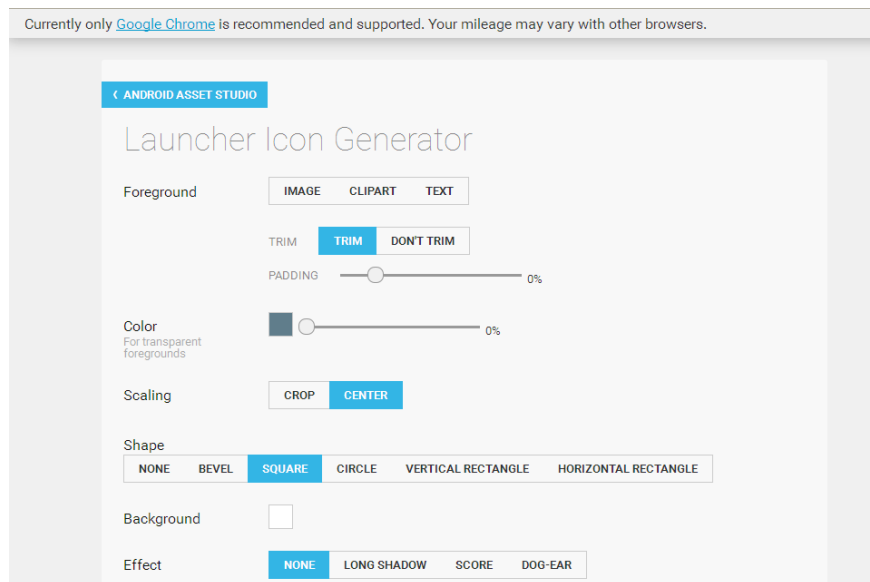 Currently only Google Chrome is recommended and supported. Your mileage may vary with other browsers.
‹ ANDROID ASSET STUDIO
Launcher Icon Generator
Foreground IMAGE CLIPART TEXT
TRIM TRIM DON'T TRIM
PADDING 0%
Color 0%
For transparent
foregrounds
Scaling CROP CENTER
Shape
NONE BEVEL SQUARE CIRCLE VERTICAL RECTANGLE HORIZONTAL RECTANGLE
Background
Effect NONE LONG SHADOW SCORE DOG-EAR